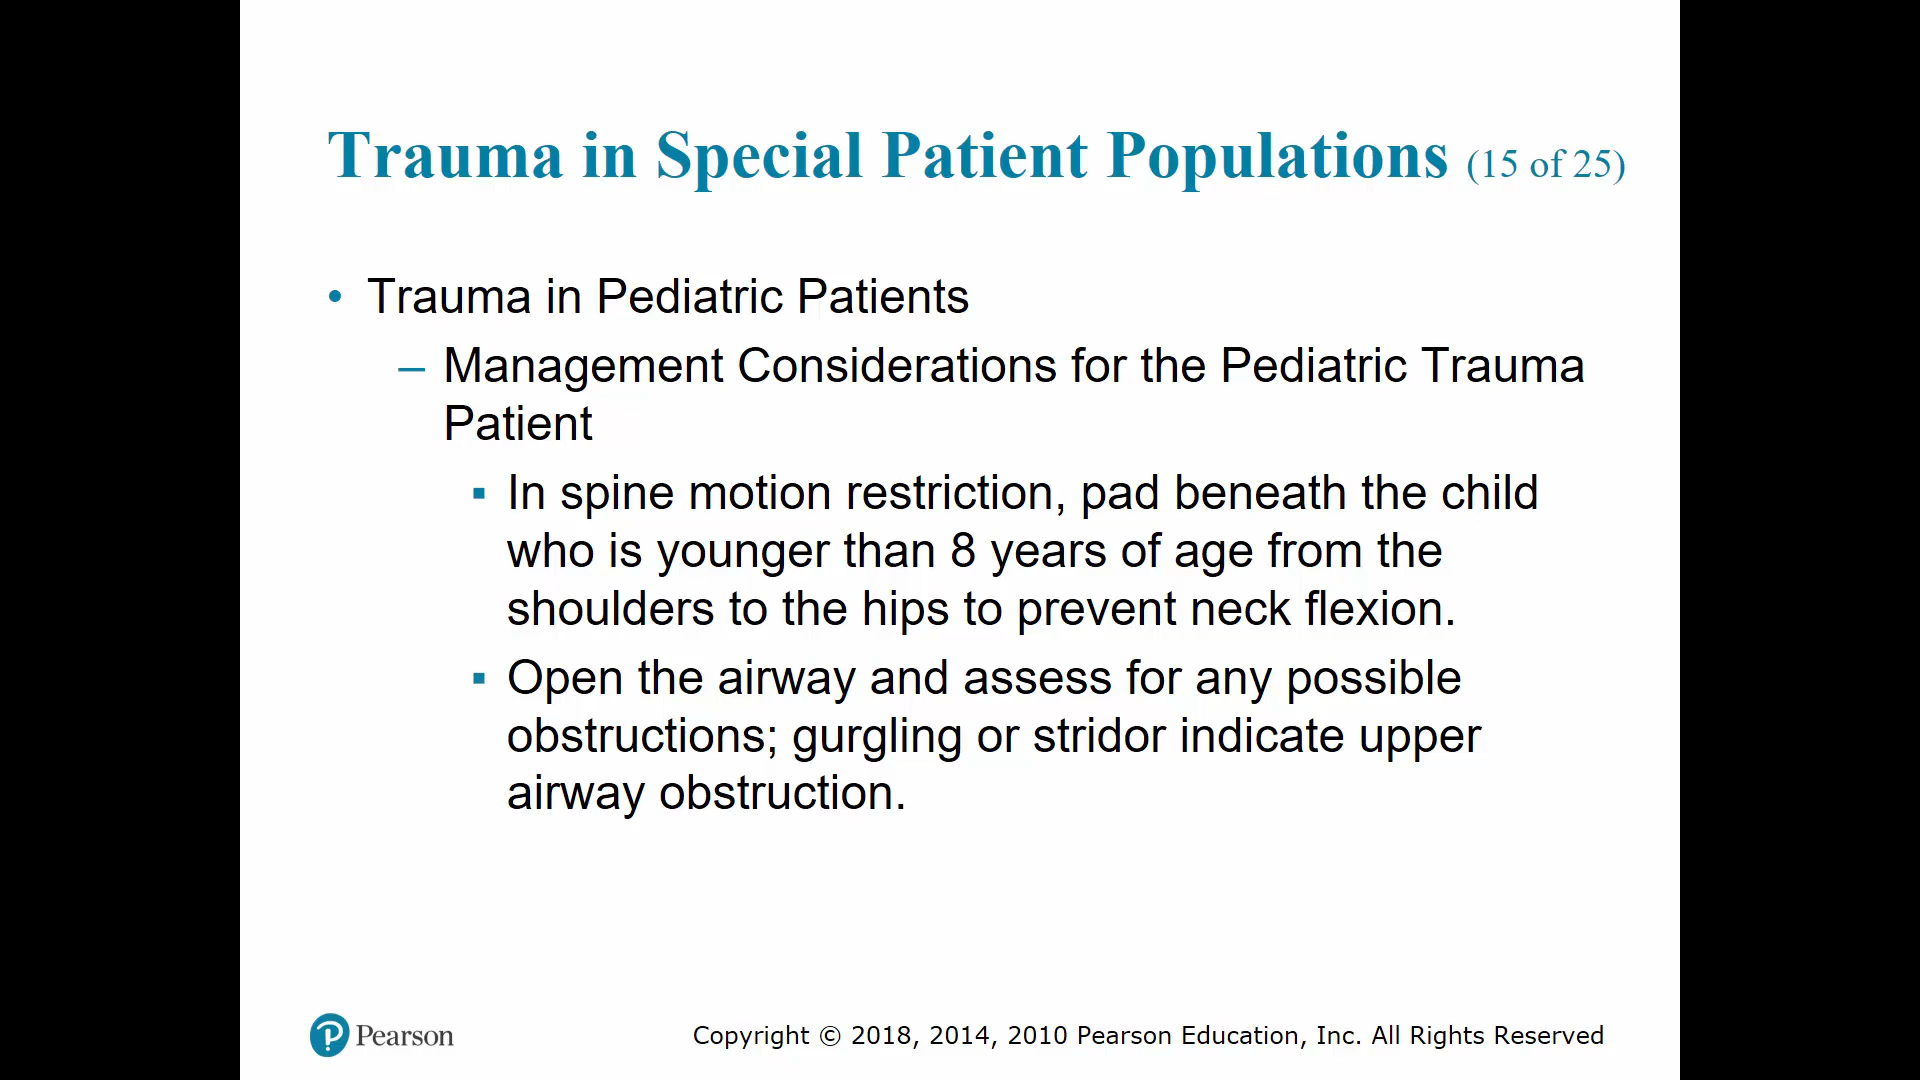 Trauma in Special Patient Populations (15 of 25)
• Trauma in Pediatric Patients
– Management Considerations for the Pediatric Trauma
Patient
▪ In spine motion restriction, pad beneath the child
who is younger than 8 years of age from the
shoulders to the hips to prevent neck flexion.
▪ Open the airway and assess for any possible
obstructions; gurgling or stridor indicate upper
airway obstruction.
Pearson
Copyright © 2018, 2014, 2010 Pearson Education, Inc. All Rights Reserved